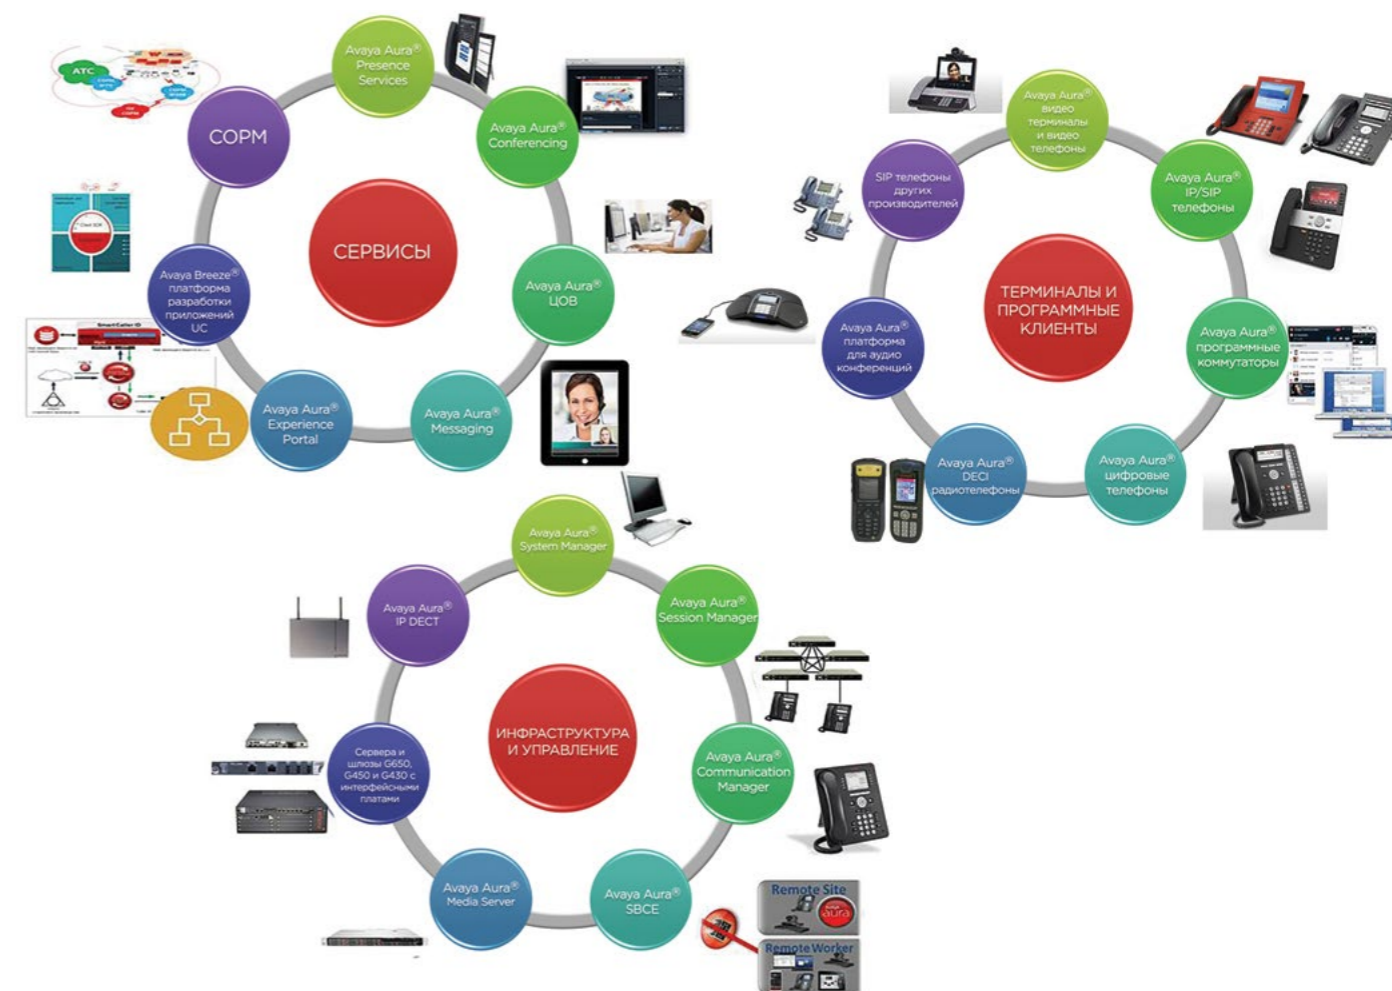 Avaya Aura®
Presence
Services
Avaya Aura®
Conferencing
Avaya Aura®
ЦОВ
Avaya Aura®
Messaging
Avaya Aura®
Experience
Portal
Avaya Breeze®
платформа
разработки
приложений
UC
СОРМ
СЕРВИСЫ
АТС
SmartCaller ID
Avaya Aura®
видео
терминалы
и видео
телефоны
Avaya Aura®
IP/SIP
телефоны
Avaya Aura®
программные
коммутаторы
Avaya Aura®
цифровые
телефоны
Avaya Aura®
DECI
радиотелефоны
Avaya Aura®
платформа
для аудио
конференций
SIP телефоны
других
производителей
ТЕРМИНАЛЫ И
ПРОГРАММНЫЕ
КЛИЕНТЫ
Avaya Aura®
System Manager
Avaya Aura®
Session Manager
Avaya Aura®
Communication
Manager
Avaya Aura®
SBCE
Avaya Aura®
Media Server
Сервера и
шлюзы G650,
G450 и G430 с
интерфейсными
платами
Avaya Aura®
IP DECT
ИНФРАСТРУКТУРА
И УПРАВЛЕНИЕ
Remote Site
aura
Remote Worker